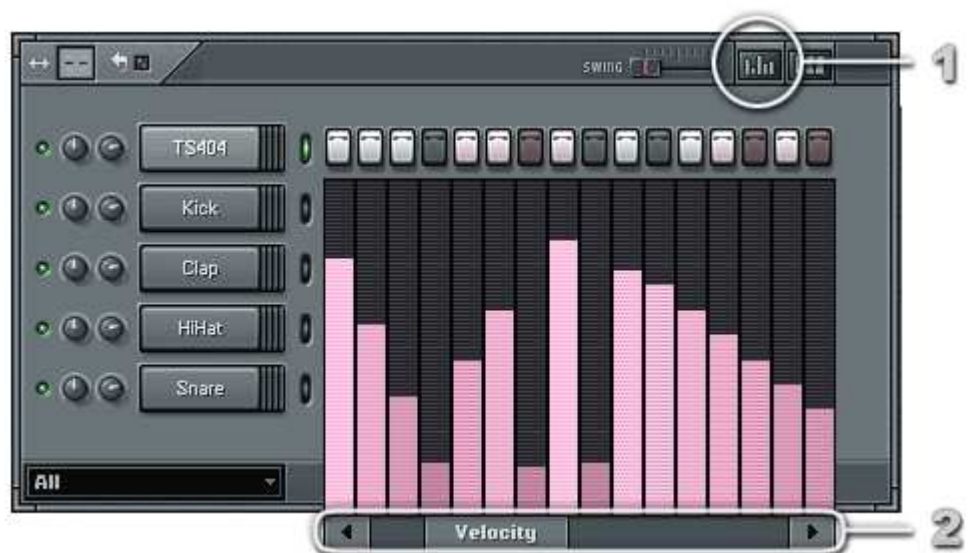 SWING
1
TS404
Kick
Clap
HiHat
Snare
All
Velocity
2